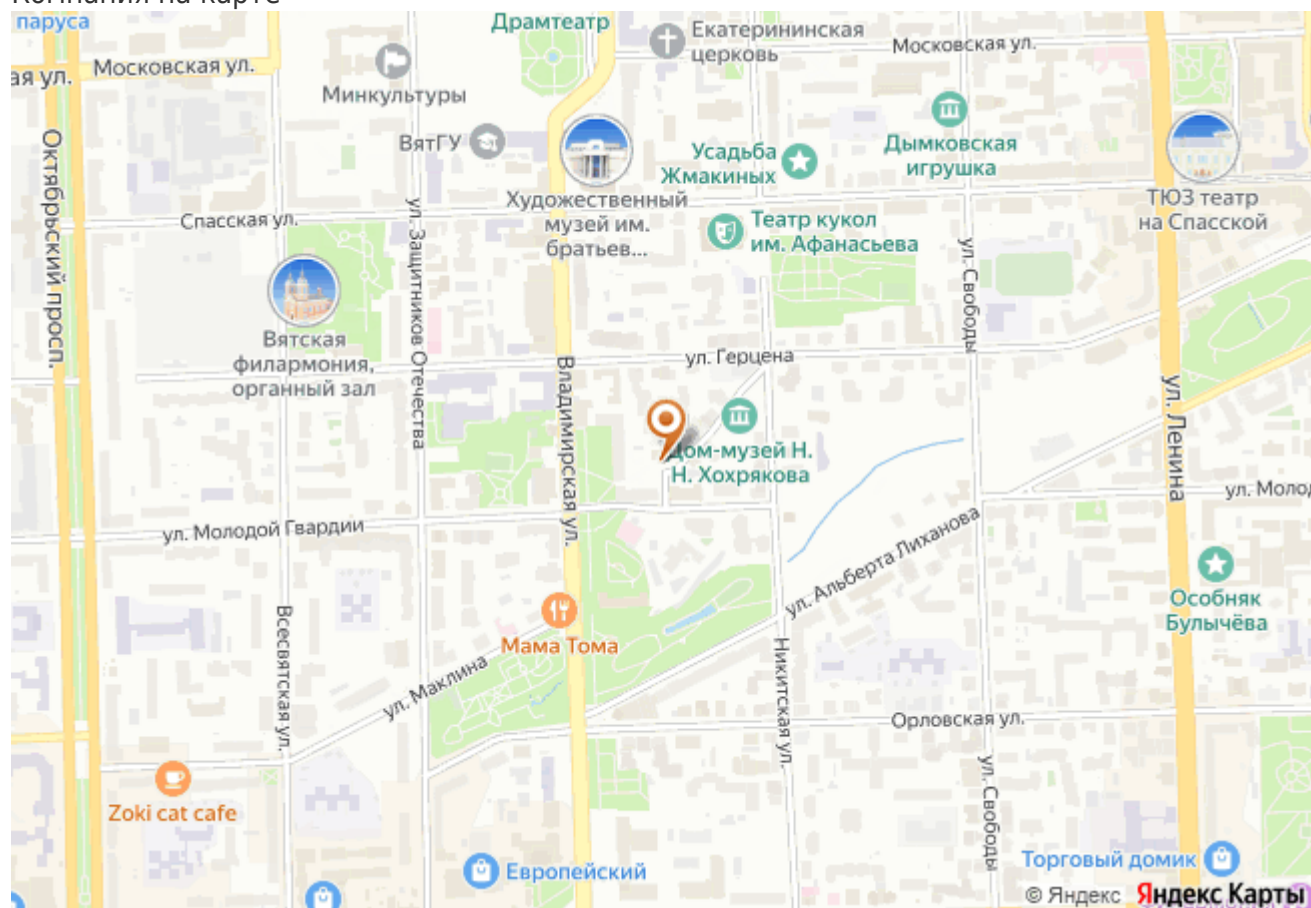 Компания на карте
паруса
Драмтеатр
Екатерининская
церковь
Московская ул.
ая ул.
Московская ул.
Минкультуры
ВятГУ
Усадьба
Жмакиных
Дымковская
игрушка
Октябрьский просп.
Спасская ул.
ул. Защитников Отечества
Художественный
музей им.
братьев...
Театр кукол
им. Афанасьева
ТЮЗ театр
на Спасской
ул. Свободы
Вятская
филармония,
органный зал
Владимирская ул.
ул. Герцена
ул. Ленина
Дом-музей Н.
Н. Хохрякова
ул. Моло
ул. Молодой Гвардии
ул. Альберта Лиханова
Особняк
Булычёва
Всесвятская ул.
Мама Тома
ул. Маклина
Никитская ул.
Орловская ул.
ул. Свободы
Zoki cat cafe
Европейский
Торговый домик
© Яндекс Яндекс Карты